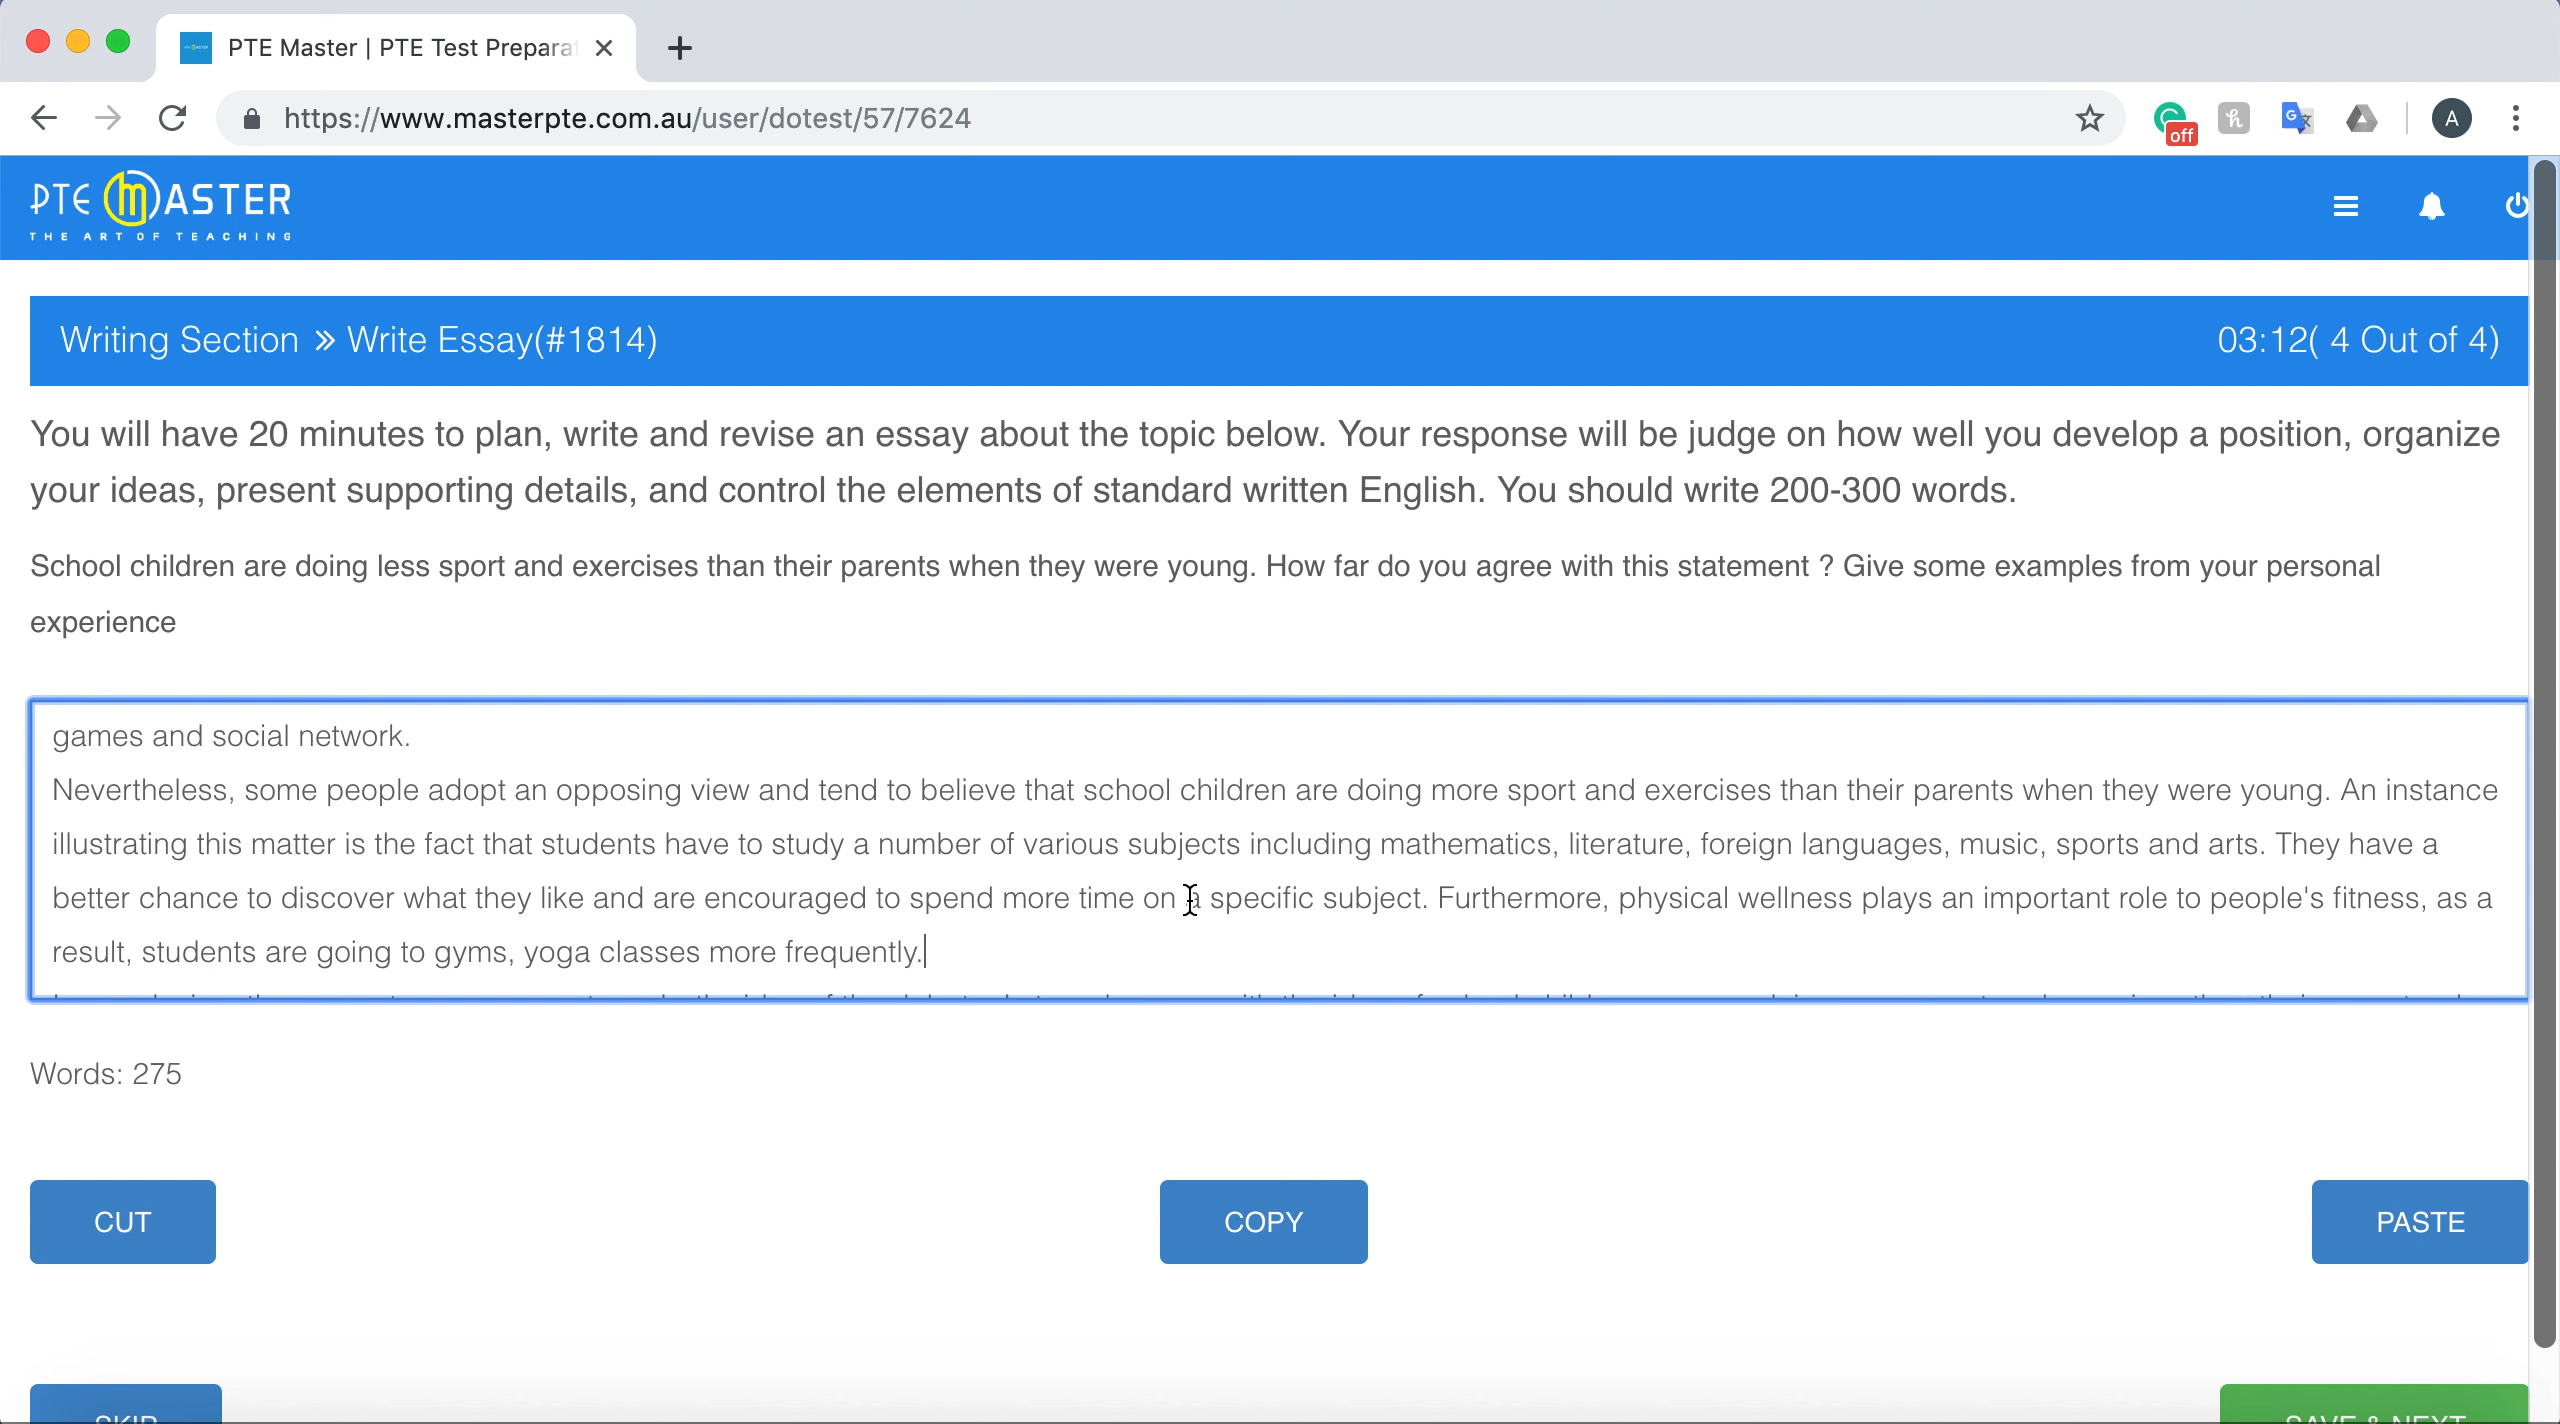 PTE Master | PTE Test Prepara
https://www.masterpte.com.au/user/dotest/57/7624
off
A
PTE MASTER
THE ART OF TEACHING
Writing Section » Write Essay(#1814)
03:12( 4 Out of 4)
You will have 20 minutes to plan, write and revise an essay about the topic below. Your response will be judge on how well you develop a position, organize
your ideas, present supporting details, and control the elements of standard written English. You should write 200-300 words.
School children are doing less sport and exercises than their parents when they were young. How far do you agree with this statement ? Give some examples from your personal
experience
games and social network.
Nevertheless, some people adopt an opposing view and tend to believe that school children are doing more sport and exercises than their parents when they were young. An instance
illustrating this matter is the fact that students have to study a number of various subjects including mathematics, literature, foreign languages, music, sports and arts. They have a
better chance to discover what they like and are encouraged to spend more time on a specific subject. Furthermore, physical wellness plays an important role to people's fitness, as a
result, students are going to gyms, yoga classes more frequently.
Words: 275
CUT
COPY
PASTE
SKIP
SAVE & NEXT